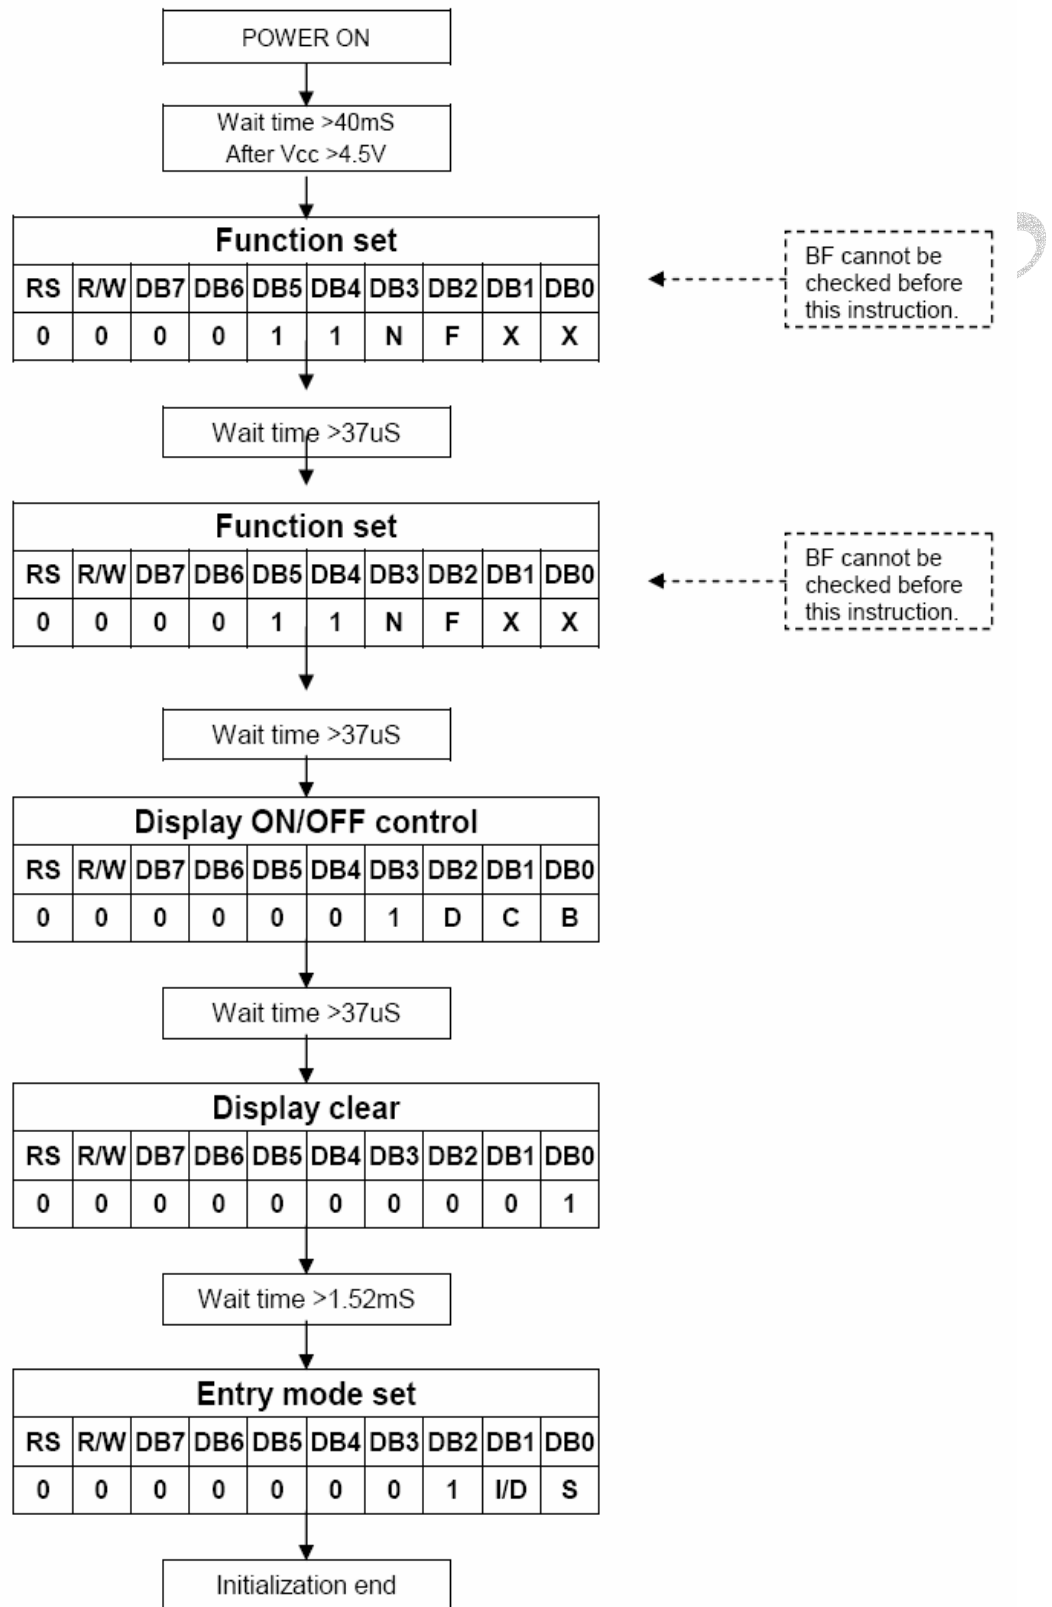 POWER ON
Wait time >40mS
After Vcc >4.5V
Function set
RS R/W DB7 DB6 DB5 DB4 DB3 DB2 DB1 DB0
0 0 0 0 1 1 N F X X
BF cannot be
checked before
this instruction.
Wait time >37uS
Function set
RS R/W DB7 DB6 DB5 DB4 DB3 DB2 DB1 DB0
0 0 0 0 1 1 N F X X
BF cannot be
checked before
this instruction.
Wait time >37uS
Display ON/OFF control
RS R/W DB7 DB6 DB5 DB4 DB3 DB2 DB1 DB0
0 0 0 0 0 0 1 D C B
Wait time >37uS
Display clear
RS R/W DB7 DB6 DB5 DB4 DB3 DB2 DB1 DB0
0 0 0 0 0 0 0 0 0 1
Wait time >1.52mS
Entry mode set
RS R/W DB7 DB6 DB5 DB4 DB3 DB2 DB1 DB0
0 0 0 0 0 0 0 1 I/D S
Initialization end